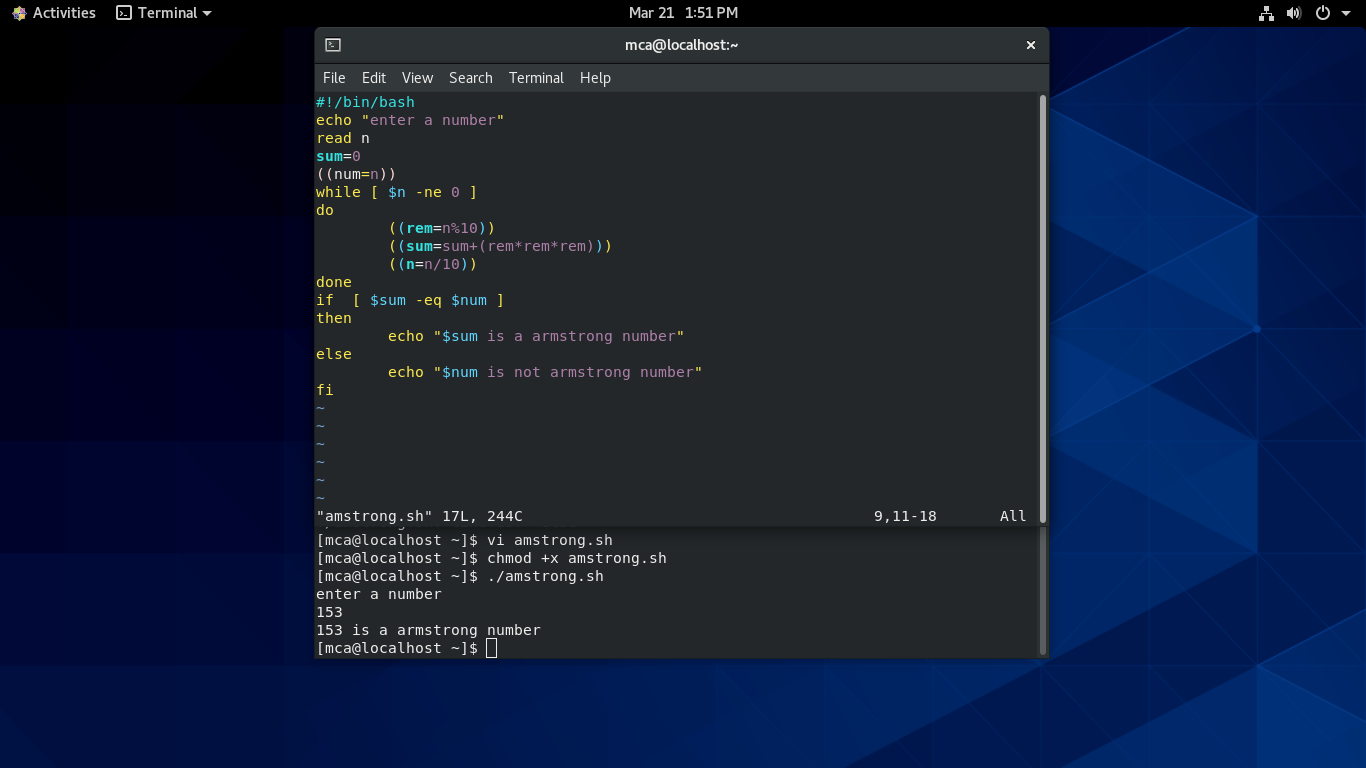 Activities Terminal Mar 21 1:51 PM
mca@localhost:~
File Edit View Search Terminal Help
#!/bin/bash
echo "enter a number"
read n
sum=0
((num=n))
while [ $n -ne 0 ]
do
        ((rem=n%10))
        ((sum=sum+(rem*rem*rem)))
        ((n=n/10))
done
if  [ $sum -eq $num ]
then
        echo "$sum is a armstrong number"
else
        echo "$num is not armstrong number"
fi
~
~
~
~
~
~
"amstrong.sh" 17L, 244C 9,11-18 All
[mca@localhost ~]$ vi amstrong.sh
[mca@localhost ~]$ chmod +x amstrong.sh
[mca@localhost ~]$ ./amstrong.sh
enter a number
153
153 is a armstrong number
[mca@localhost ~]$